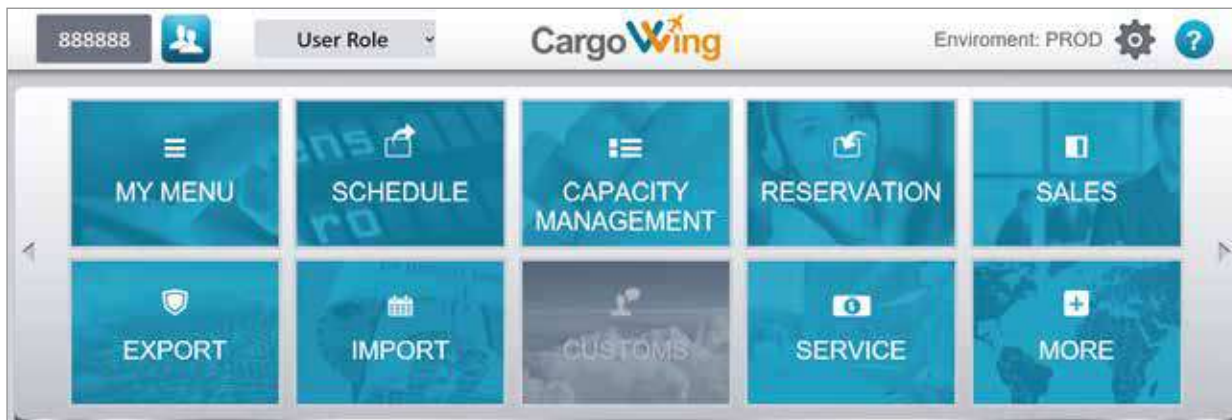 888888
User Role
CargoWing
Enviroment: PROD
?
MY MENU
SCHEDULE
CAPACITY
MANAGEMENT
RESERVATION
SALES
EXPORT
IMPORT
CUSTOMS
SERVICE
MORE